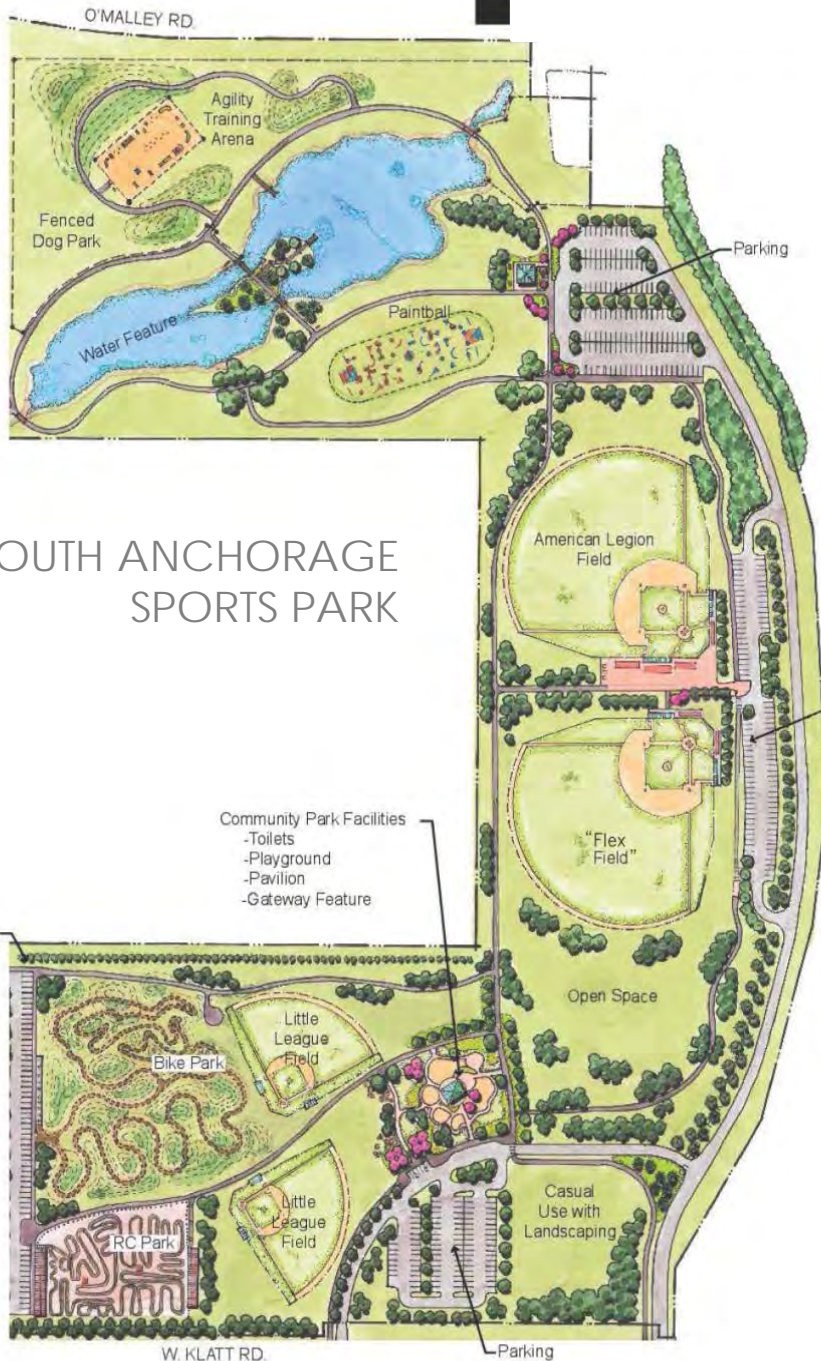 O'MALLEY RD.
Agility
Training
Arena
Fenced
Dog Park
Parking
Water Feature
Paintball
American Legion
Field
OUTH ANCHORAGE
SPORTS PARK
Community Park Facilities
-Toilets
-Playground
-Pavilion
-Gateway Feature
"Flex
Field"
Open Space
Little
League
Field
Bike Park
Little
League
Field
Casual
Use with
Landscaping
RC Park
W. KLATT RD.
Parking